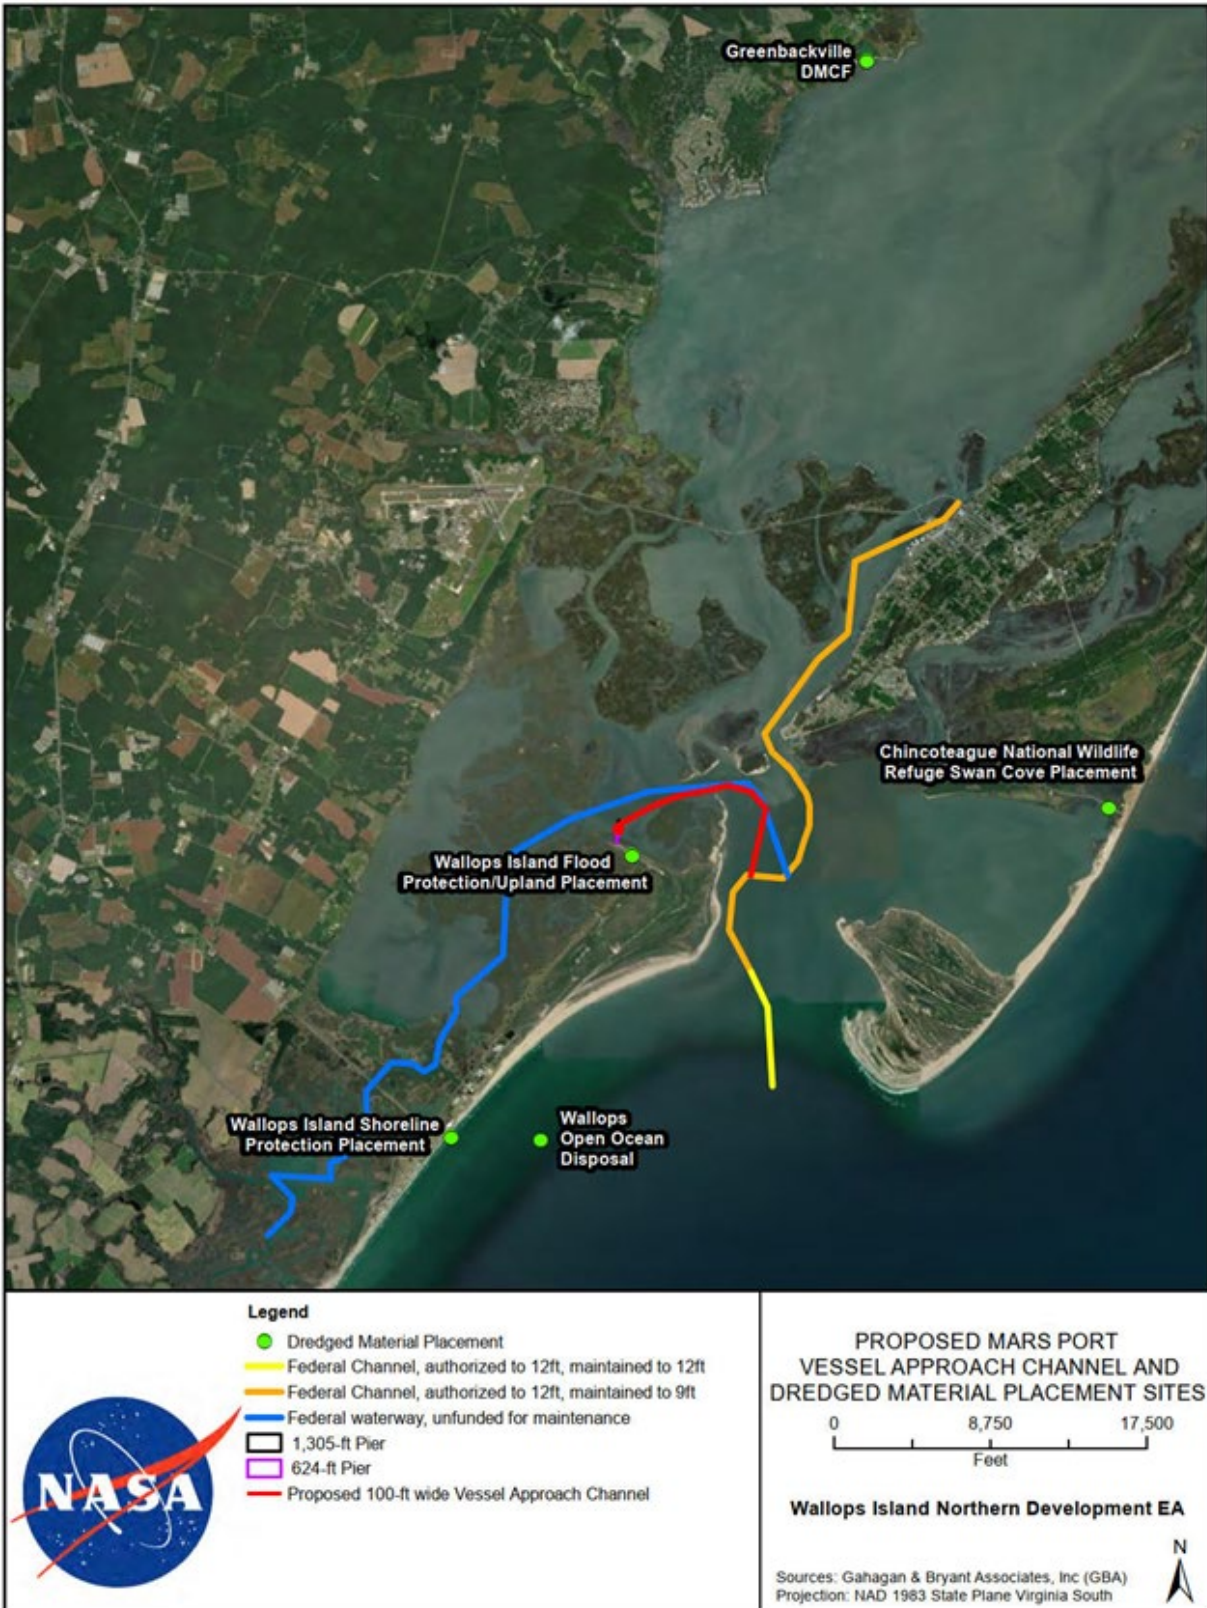 Greenbackville
DMCF
Chincoteague National Wildlife
Refuge Swan Cove Placement
Wallops Island Flood
Protection/Upland Placement
Wallops Island Shoreline
Protection Placement
Wallops
Open Ocean
Disposal
Legend
Dredged Material Placement
Federal Channel, authorized to 12ft, maintained to 12ft
Federal Channel, authorized to 12ft, maintained to 9ft
Federal waterway, unfunded for maintenance
1,305-ft Pier
624-ft Pier
Proposed 100-ft wide Vessel Approach Channel
NASA
PROPOSED MARS PORT
VESSEL APPROACH CHANNEL AND
DREDGED MATERIAL PLACEMENT SITES
0 8,750 17,500
Feet
Wallops Island Northern Development EA
N
Sources: Gahagan & Bryant Associates, Inc (GBA)
Projection: NAD 1983 State Plane Virginia South